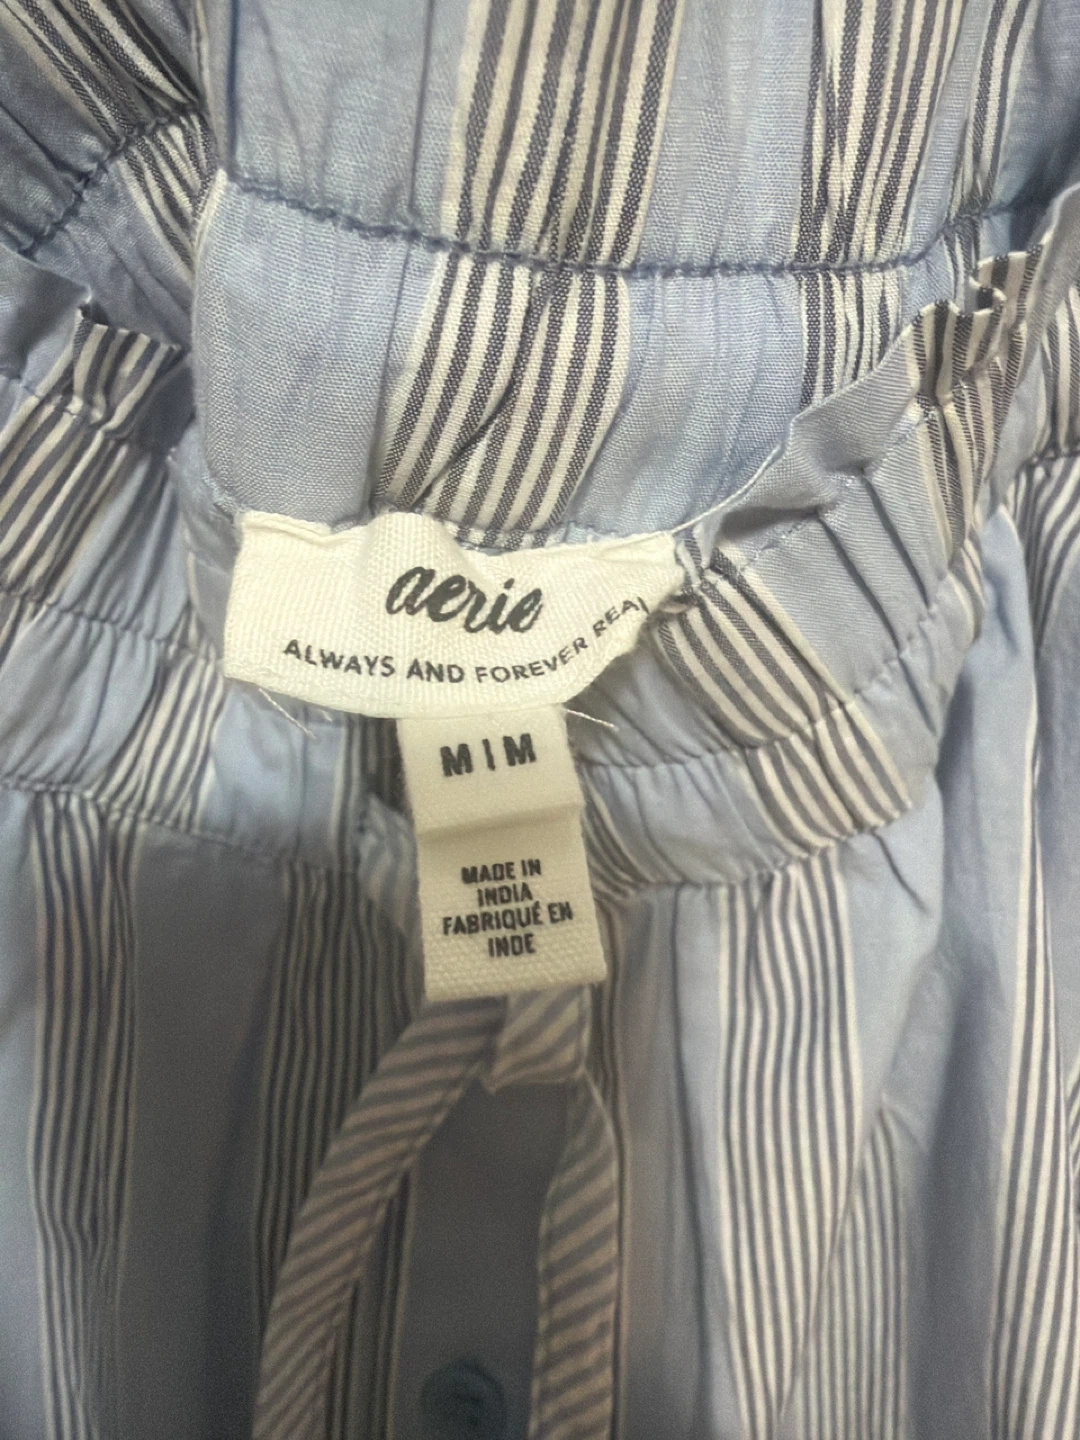 aerie
ALWAYS AND FOREVER REAL
M | M
MADE IN
INDIA
FABRIQUÉ EN
INDE